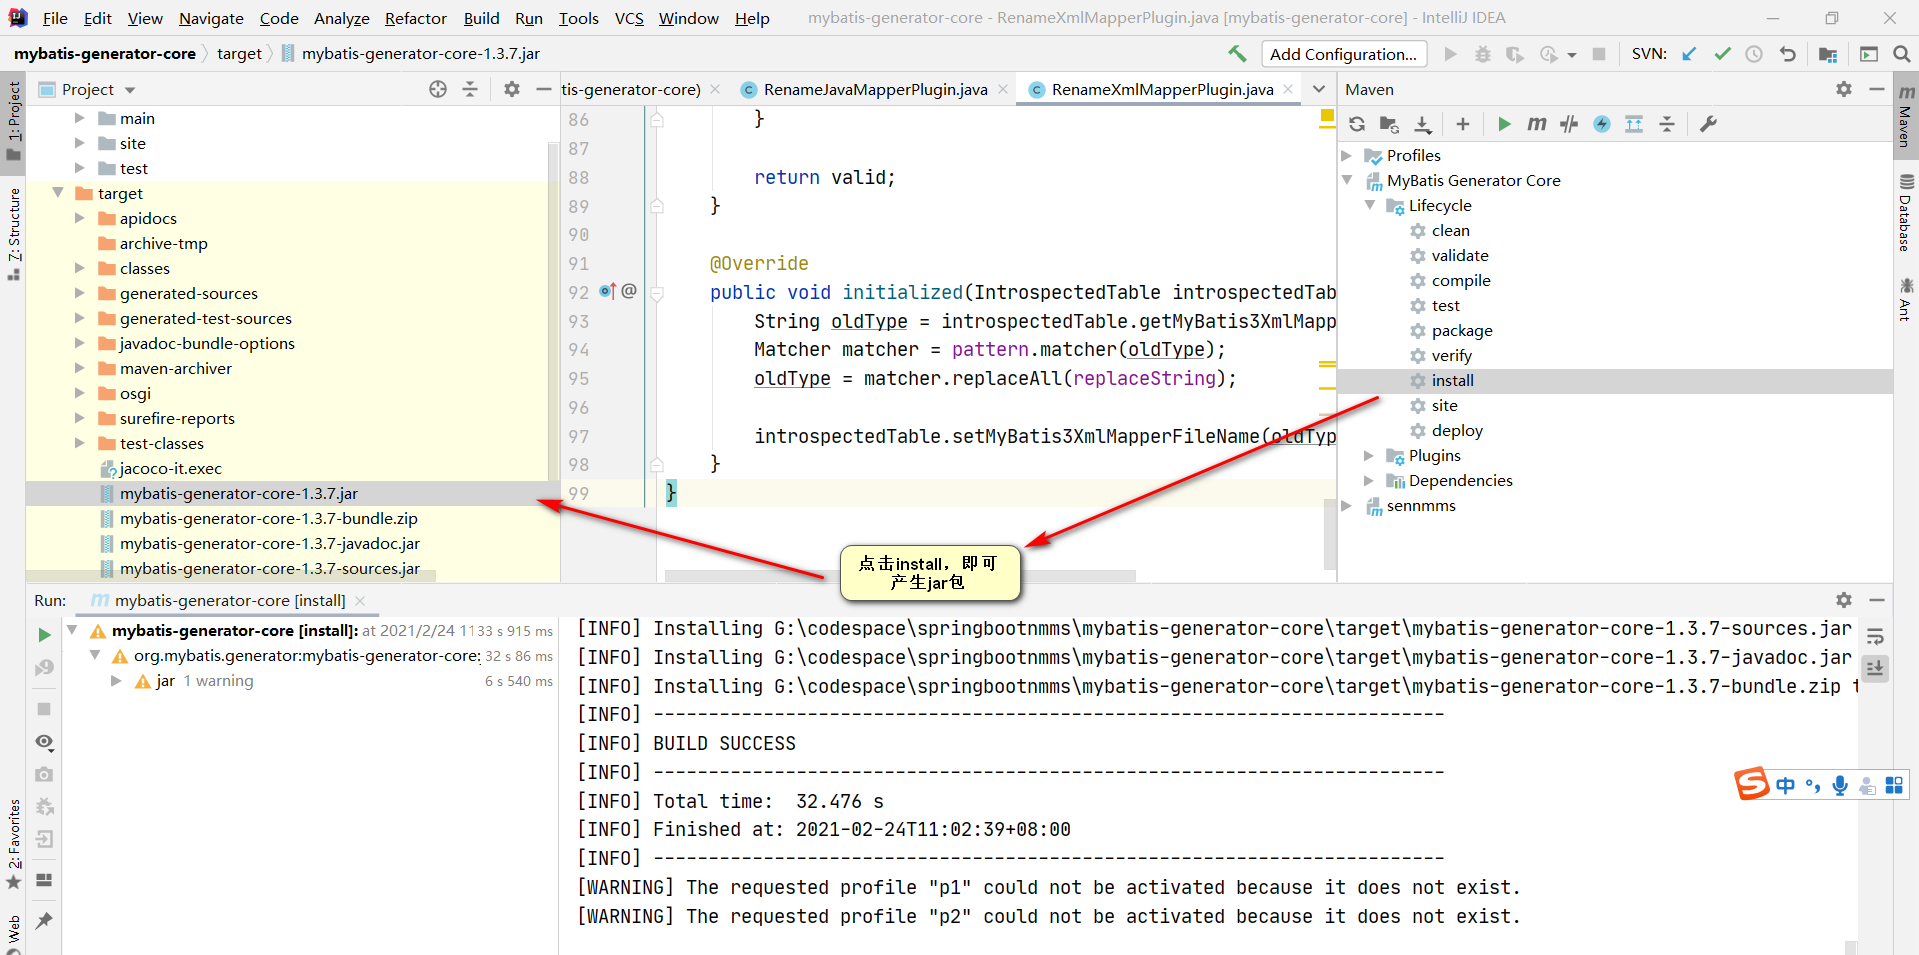 File Edit View Navigate Code Analyze Refactor Build Run Tools VCS Window Help mybatis-generator-core - RenameXmlMapperPlugin.java [mybatis-generator-core] - IntelliJ IDEA
mybatis-generator-core target mybatis-generator-core-1.3.7.jar Add Configuration... SVN:
Project
tis-generator-core) RenameJavaMapperPlugin.java RenameXmlMapperPlugin.java
Maven
1: Project
7: Structure
2: Favorites
Web
main
site
test
target
apidocs
archive-tmp
classes
generated-sources
generated-test-sources
javadoc-bundle-options
maven-archiver
osgi
surefire-reports
test-classes
jacoco-it.exec
mybatis-generator-core-1.3.7.jar
mybatis-generator-core-1.3.7-bundle.zip
mybatis-generator-core-1.3.7-javadoc.jar
mybatis-generator-core-1.3.7-sources.jar
86 }
87
88 return valid;
89 }
90
91 @Override
92 public void initialized(IntrospectedTable introspectedTab
93 String oldType = introspectedTable.getMyBatis3XmlMapp
94 Matcher matcher = pattern.matcher(oldType);
95 oldType = matcher.replaceAll(replaceString);
96
97 introspectedTable.setMyBatis3XmlMapperFileName(oldTyp
98 }
99 }
点击install，即可
产生jar包
Profiles
MyBatis Generator Core
Lifecycle
clean
validate
compile
test
package
verify
install
site
deploy
Plugins
Dependencies
sennmms
Maven
Database
Ant
Run: mybatis-generator-core [install]
mybatis-generator-core [install]: at 2021/2/24 11 33 s 915 ms
org.mybatis.generator:mybatis-generator-core: 32 s 86 ms
jar 1 warning 6 s 540 ms
[INFO] Installing G:\codespace\springbootnmms\mybatis-generator-core\target\mybatis-generator-core-1.3.7-sources.jar
[INFO] Installing G:\codespace\springbootnmms\mybatis-generator-core\target\mybatis-generator-core-1.3.7-javadoc.jar
[INFO] Installing G:\codespace\springbootnmms\mybatis-generator-core\target\mybatis-generator-core-1.3.7-bundle.zip t
[INFO] ------------------------------------------------------------------------
[INFO] BUILD SUCCESS
[INFO] ------------------------------------------------------------------------
[INFO] Total time:  32.476 s
[INFO] Finished at: 2021-02-24T11:02:39+08:00
[INFO] ------------------------------------------------------------------------
[WARNING] The requested profile "p1" could not be activated because it does not exist.
[WARNING] The requested profile "p2" could not be activated because it does not exist.
中